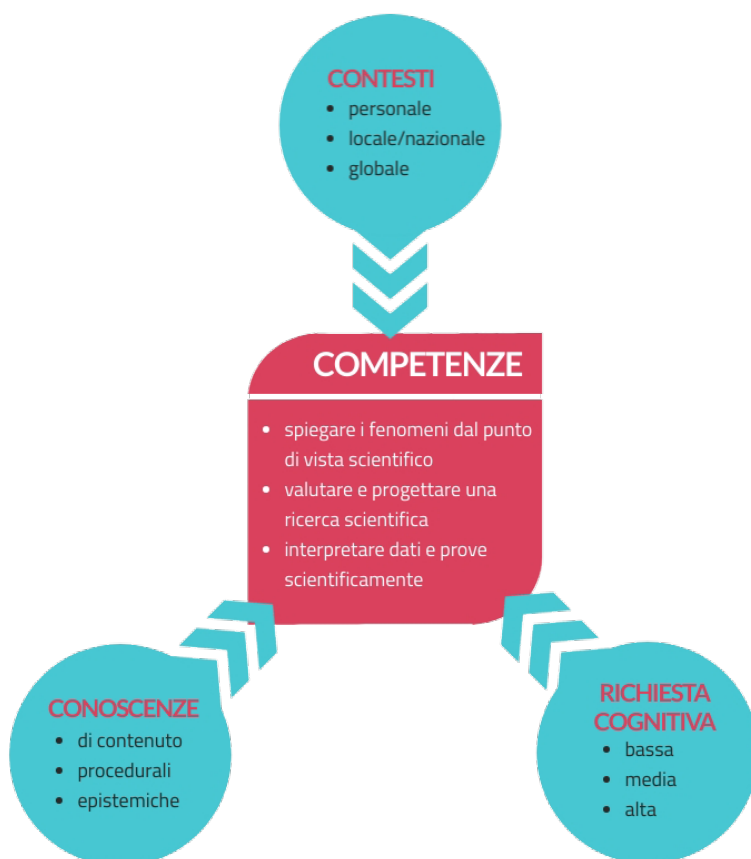 CONTESTI
• personale
• locale/nazionale
• globale
COMPETENZE
• spiegare i fenomeni dal punto
di vista scientifico
• valutare e progettare una
ricerca scientifica
• interpretare dati e prove
scientificamente
CONOSCENZE
• di contenuto
• procedurali
• epistemiche
RICHIESTA
COGNITIVA
• bassa
• media
• alta